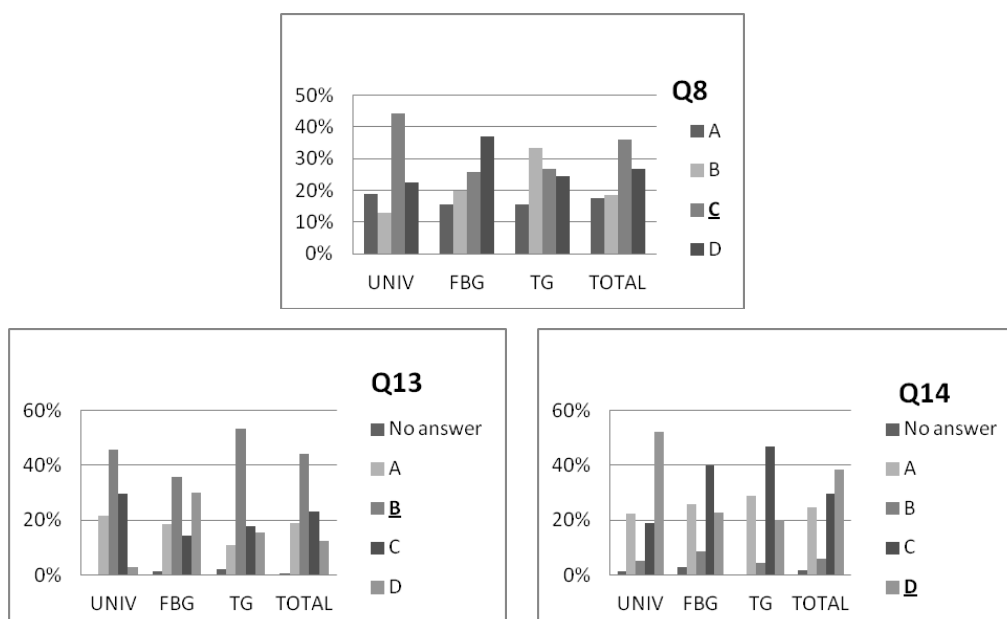 Q8
50%
40%
30%
20%
10%
0%
UNIV FBG TG TOTAL
A
B
C
D
Q13
60%
40%
20%
0%
UNIV FBG TG TOTAL
No answer
A
B
C
D
Q14
60%
40%
20%
0%
UNIV FBG TG TOTAL
No answer
A
B
C
D